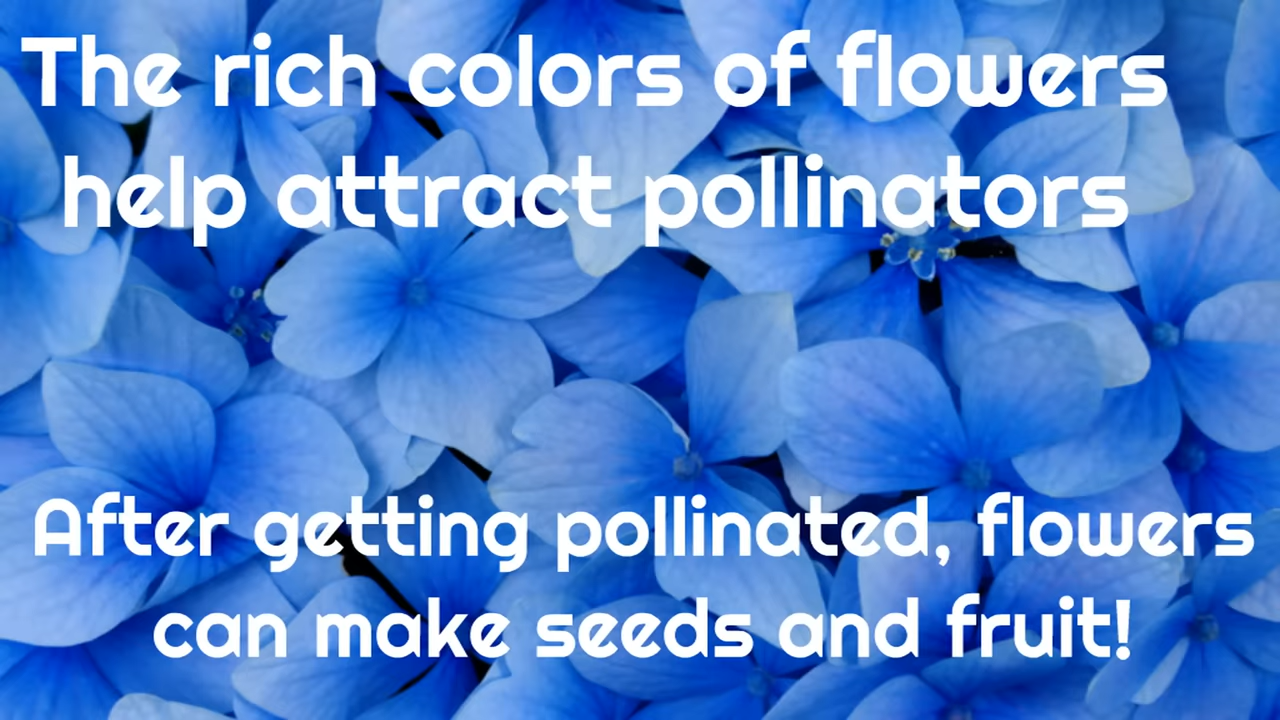 The rich colors of flowers
help attract pollinators
After getting pollinated, flowers
can make seeds and fruit!